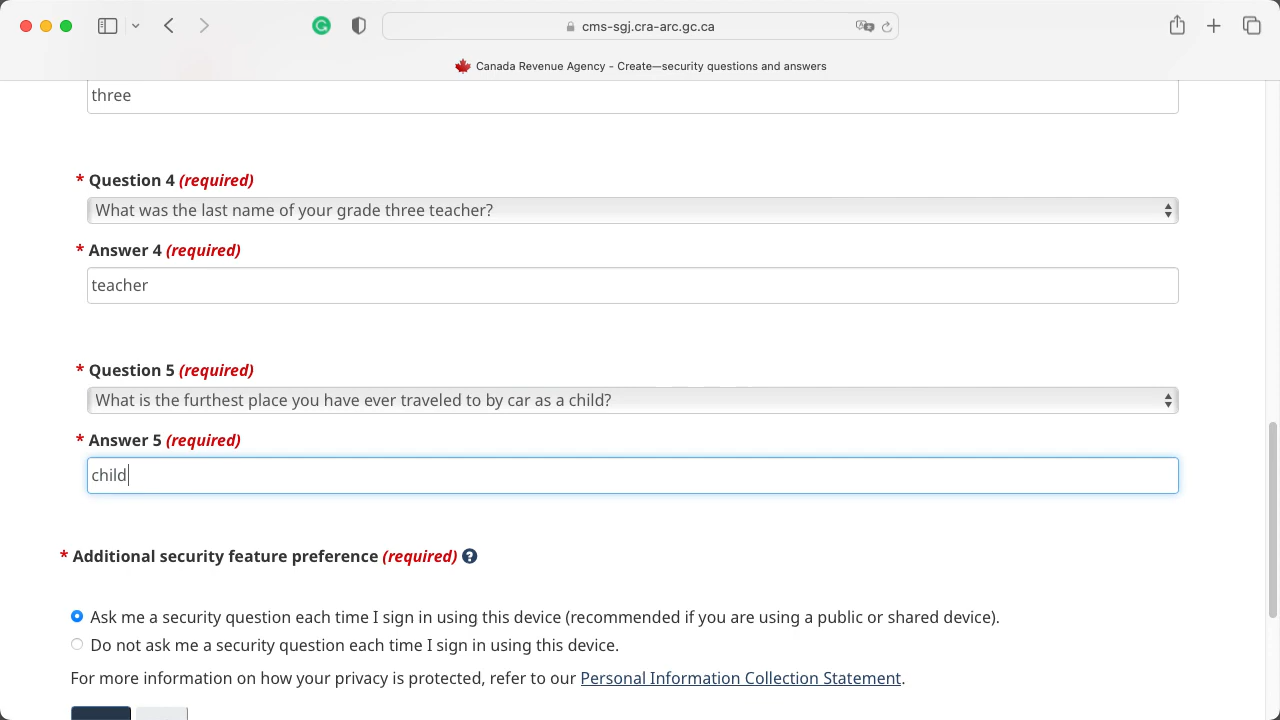 cms-sgj.cra-arc.gc.ca
Canada Revenue Agency - Create—security questions and answers
three
* Question 4 (required)
What was the last name of your grade three teacher?
* Answer 4 (required)
teacher
* Question 5 (required)
What is the furthest place you have ever traveled to by car as a child?
* Answer 5 (required)
child
* Additional security feature preference (required) ?
Ask me a security question each time I sign in using this device (recommended if you are using a public or shared device).
Do not ask me a security question each time I sign in using this device.
For more information on how your privacy is protected, refer to our Personal Information Collection Statement.